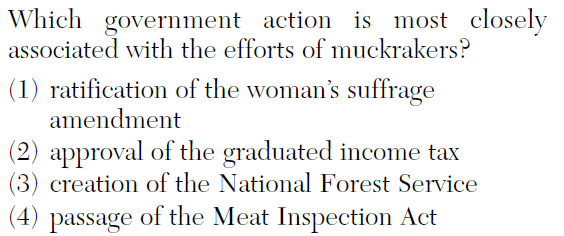 Which government action is most closely
associated with the efforts of muckrakers?
(1) ratification of the woman's suffrage
amendment
(2) approval of the graduated income tax
(3) creation of the National Forest Service
(4) passage of the Meat Inspection Act